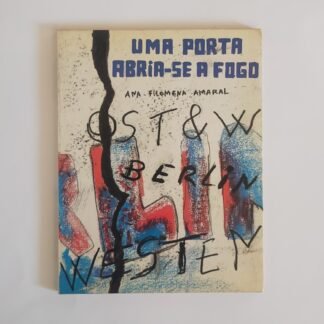 UMA PORTA
ABRIA-SE A FOGO
ANA FILOMENA AMARAL
OST & W
BERLIN
WESTEN